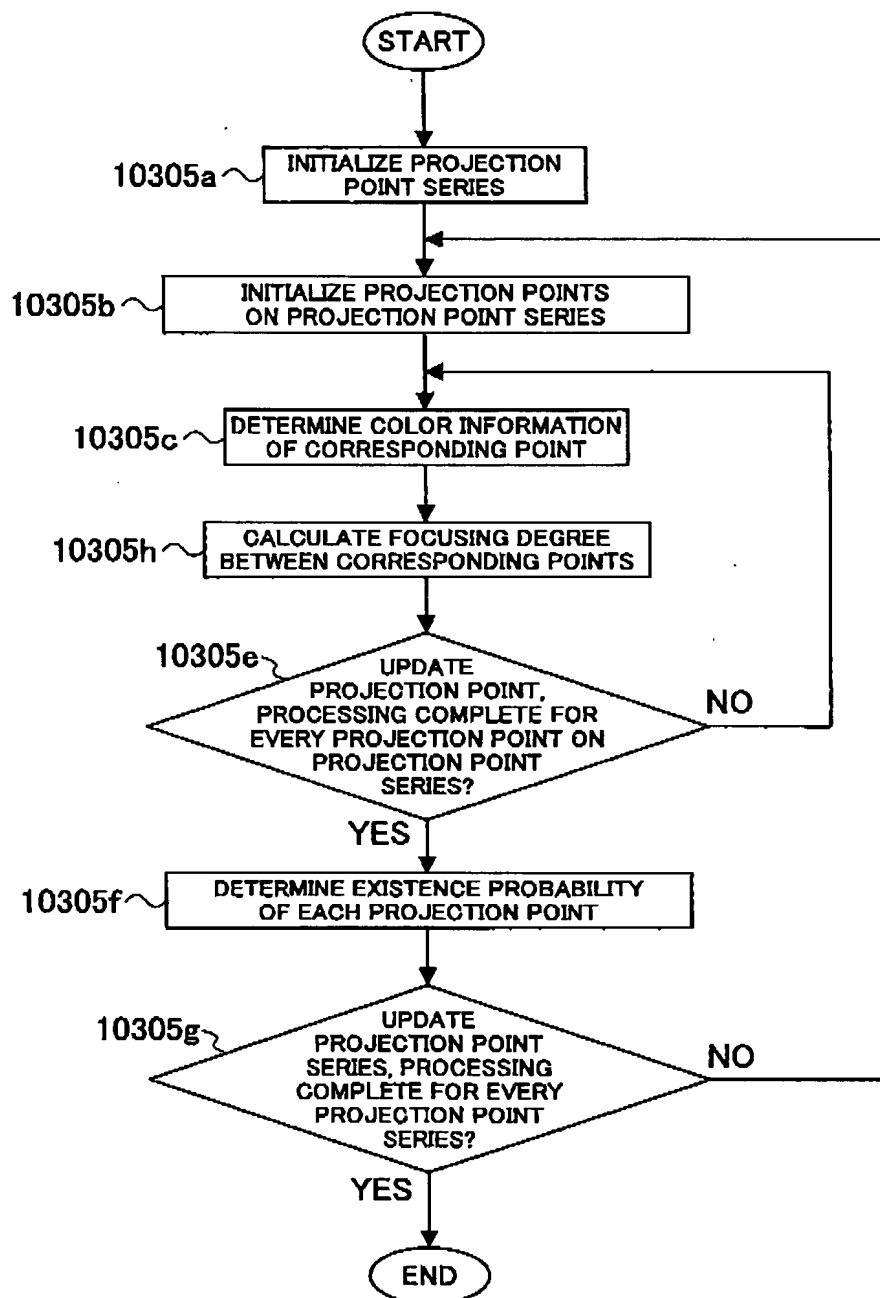 START
10305a
INITIALIZE PROJECTION
POINT SERIES
10305b
INITIALIZE PROJECTION POINTS
ON PROJECTION POINT SERIES
10305c
DETERMINE COLOR INFORMATION
OF CORRESPONDING POINT
10305h
CALCULATE FOCUSING DEGREE
BETWEEN CORRESPONDING POINTS
10305e
UPDATE
PROJECTION POINT,
PROCESSING COMPLETE FOR
EVERY PROJECTION POINT ON
PROJECTION POINT
SERIES?
NO
YES
10305f
DETERMINE EXISTENCE PROBABILITY
OF EACH PROJECTION POINT
10305g
UPDATE
PROJECTION POINT
SERIES, PROCESSING
COMPLETE FOR EVERY
PROJECTION POINT
SERIES?
NO
YES
END